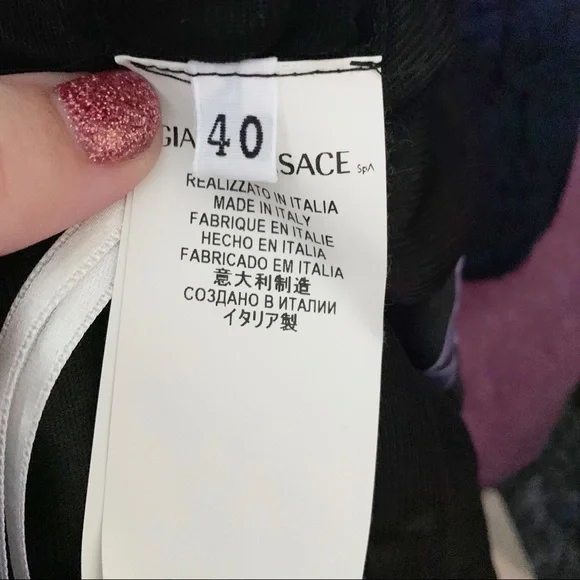 40
GIA SACE SpA
REALIZZATO IN ITALIA
MADE IN ITALY
FABRIQUE EN ITALIE
HECHO EN ITALIA
FABRICADO EM ITALIA
意大利制造
СОЗДАНО В ИТАЛИИ
イタリア製